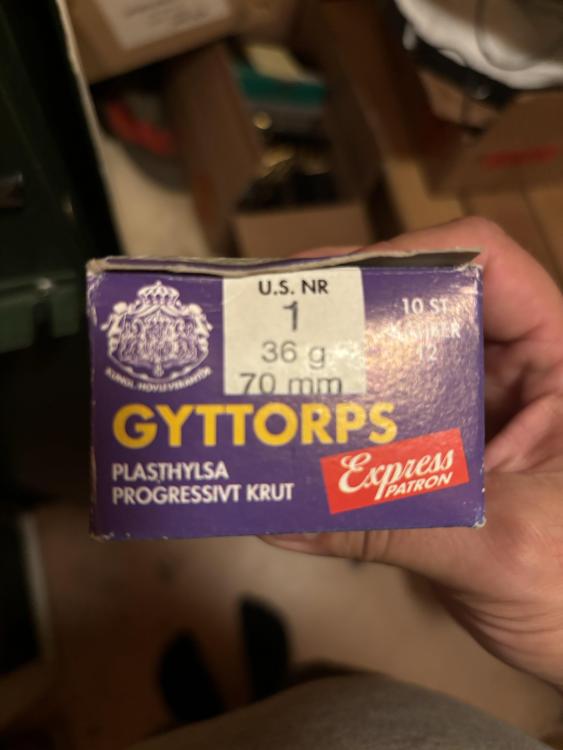 U.S. NR
1
36 g
70 mm
10 ST.
KALIBER
12
KUNGL. HOVLEVERANTÖR
GYTTORPS
PLASTHYLSA
PROGRESSIVT KRUT
Express
PATRON